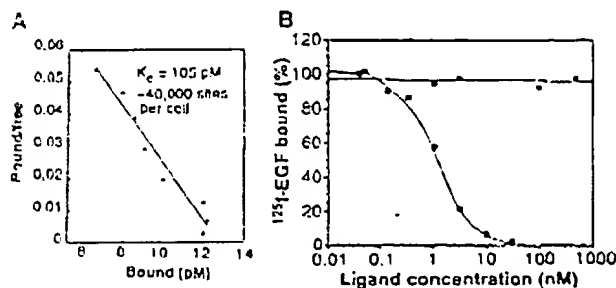 A
B
0.06
0.05
0.04
0.03
0.02
0.01
0
8
10
12
14
Bound (pM)
Bound/free
= 105 pM
~40,000 sites
per cell
120
100
80
60
40
20
0
0.01
0.1
1
10
100
1000
Ligand concentration (nM)
125I-EGF bound (%)